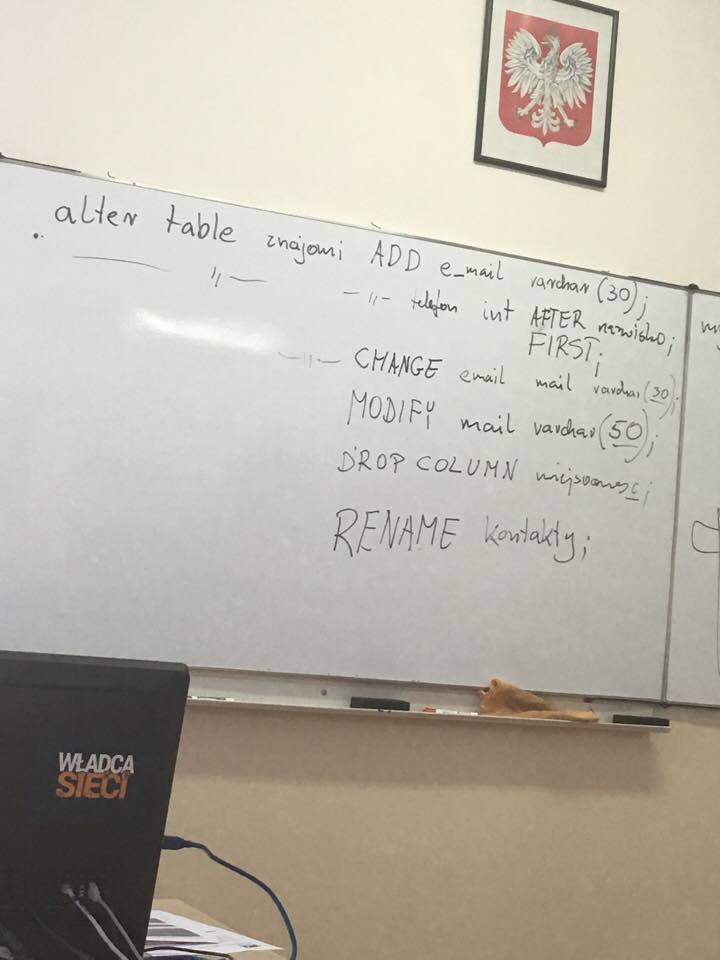 alter table znajomi ADD e_mail varchar(30);
—〃— —〃— telefon int AFTER nazwisko;
FIRST;
—〃— CHANGE email mail varchar(30);
MODIFY mail varchar(50);
DROP COLUMN
RENAME kontakty;
WŁADCA
SIECI